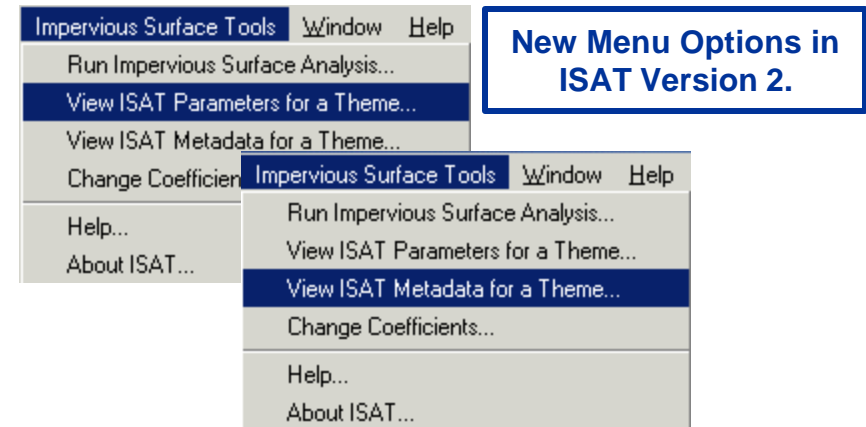 Impervious Surface Tools Window Help
Run Impervious Surface Analysis...
View ISAT Parameters for a Theme...
View ISAT Metadata for a Theme...
Change Coefficien
Help...
About ISAT...
New Menu Options in
ISAT Version 2.
Impervious Surface Tools Window Help
Run Impervious Surface Analysis...
View ISAT Parameters for a Theme...
View ISAT Metadata for a Theme...
Change Coefficients...
Help...
About ISAT...